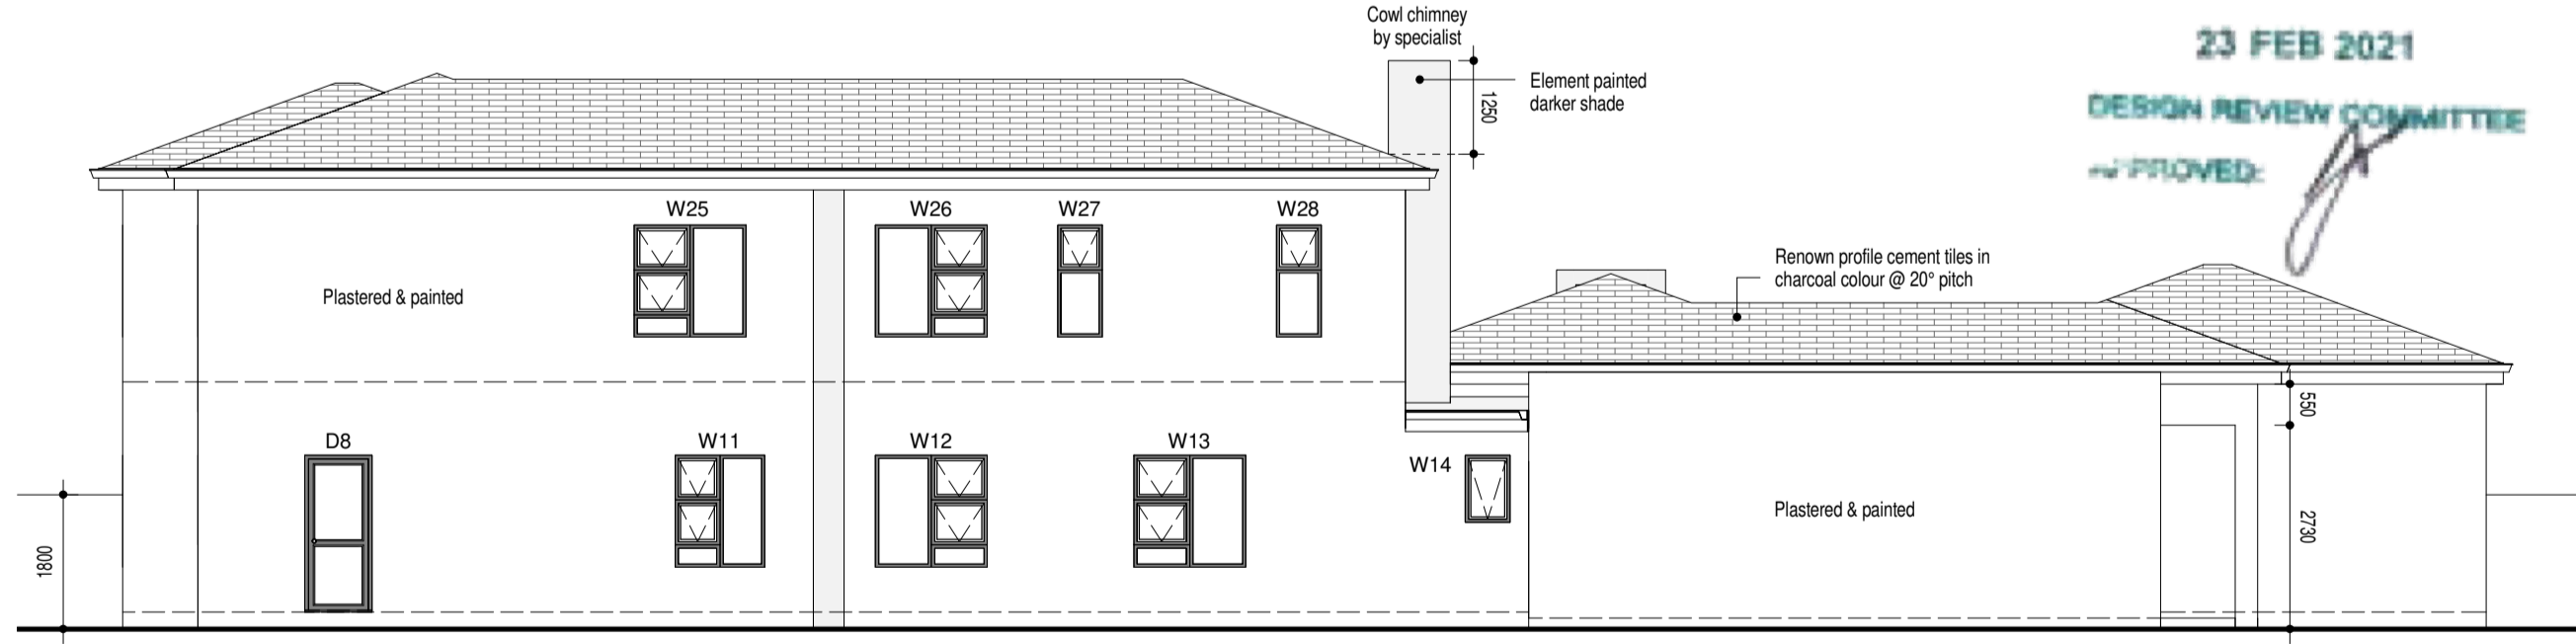 Cowl chimney
by specialist
23 FEB 2021
DESIGN REVIEW COMMITTEE
Element painted
darker shade
1250
W25
W26
W27
W28
Plastered & painted
Renown profile cement tiles in
charcoal colour @ 20° pitch
550
D8
W11
W12
W13
W14
Plastered & painted
2730
1800